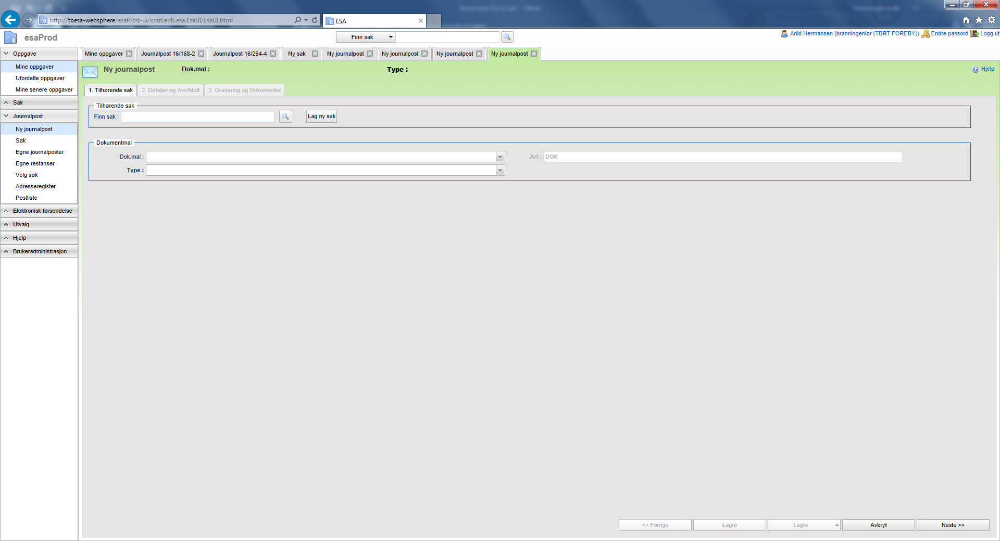 http://tbesa-websphere/esaProd-ui/com.edb.esa.EsaUI/EsaUI.html
ESA
esaProd
Finn sak
Arild Hermansen (branningeniør (TBRT.FOREBY)) Endre passord Logg ut
Oppgave
Mine oppgaver
Ufordelte oppgaver
Mine senere oppgaver
Sak
Journalpost
Ny journalpost
Søk
Egne journalposter
Egne restanser
Velg søk
Adresseregister
Postliste
Elektronisk forsendelse
Utvalg
Hjelp
Brukeradministrasjon
Mine oppgaver Journalpost 16/168-2 Journalpost 16/264-4 Ny sak Ny journalpost Ny journalpost Ny journalpost Ny journalpost
Ny journalpost Dok.mal : Type : Hjelp
1. Tilhørende sak 2. Detaljer og Avs/Mott 3. Gradering og Dokumenter
Tilhørende sak
Finn sak : Lag ny sak
Dokumentmal
Dok.mal : Art : DOK
Type :
<< Forrige Lagre Lagre Avbryt Neste >>